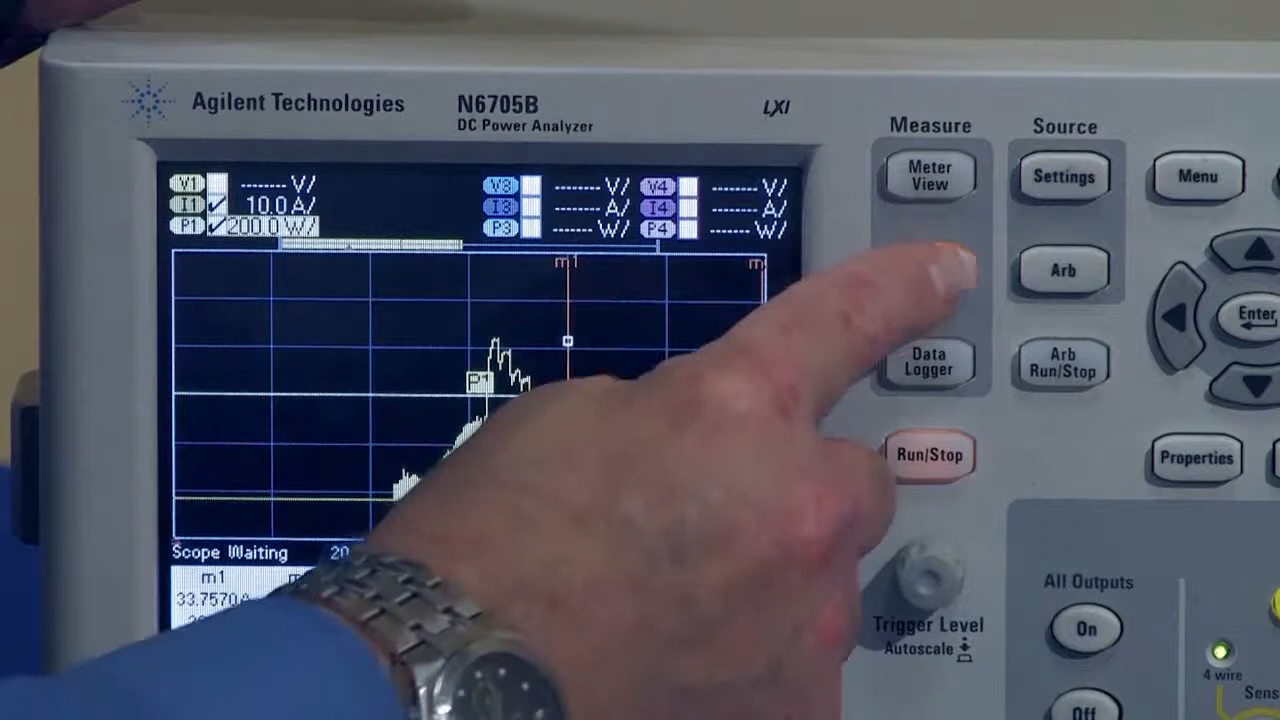 Agilent Technologies
N6705B
DC Power Analyzer
LXI
Measure
Source
Meter
View
Settings
Menu
V1 ------ V/
I1 ✓ 10.0 A/
P1 ✓ 200.0 W/
V3 ------ V/
I3 ------ A/
P3 ------ W/
V4 ------ V/
I4 ------ A/
P4 ------ W/
m1
P1
Arb
Enter
Data
Logger
Arb
Run/Stop
Run/Stop
Properties
Scope Waiting
m1
33.7570
Trigger Level
Autoscale
All Outputs
On
Off
4 wire